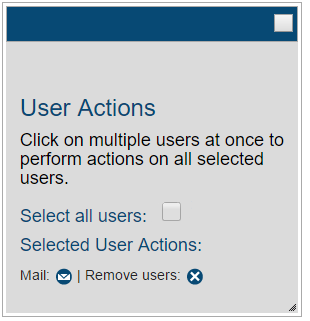 User Actions
Click on multiple users at once to
perform actions on all selected
users.
Select all users:
Selected User Actions:
Mail: | Remove users: